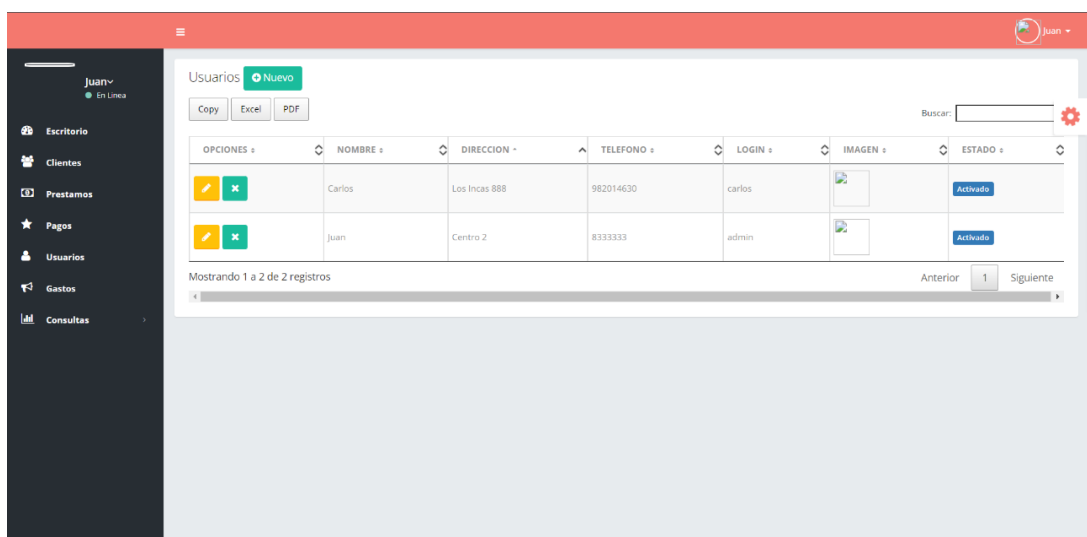 Juan
Juan
En Linea
Escritorio
Clientes
Prestamos
Pagos
Usuarios
Gastos
Consultas
Usuarios Nuevo
Copy Excel PDF
Buscar:
OPCIONES NOMBRE DIRECCION TELEFONO LOGIN IMAGEN ESTADO
Carlos Los Incas 888 982014630 carlos Activado
Juan Centro 2 8333333 admin Activado
Mostrando 1 a 2 de 2 registros
Anterior 1 Siguiente